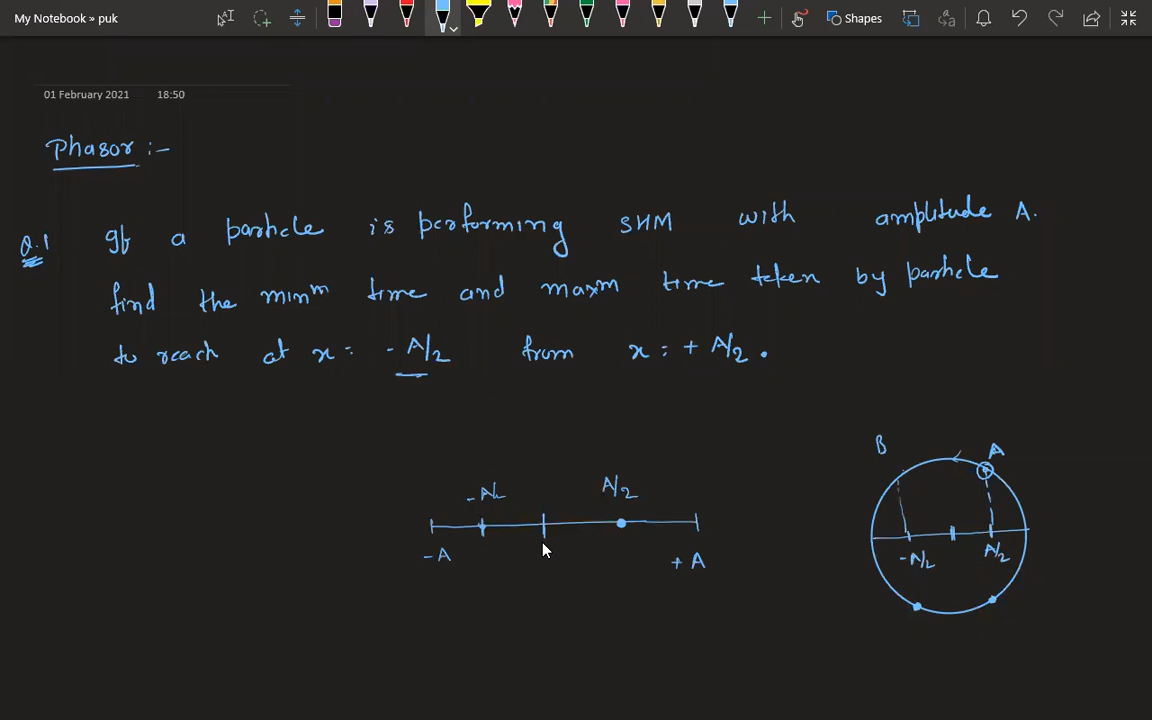 My Notebook » puk
Shapes
01 February 2021 18:50
Phasor :-
Q.1 If a particle is performing SHM with amplitude A.
find the minm time and maxm time taken by particle
to reach at x = - A/2 from x = + A/2 .
B A
-A/2 A/2
-A + A
-A/2 A/2